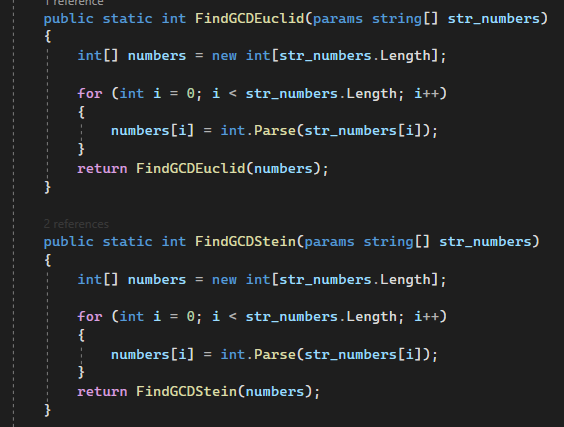 1 reference
public static int FindGCDEuclid(params string[] str_numbers)
{
int[] numbers = new int[str_numbers.Length];
for (int i = 0; i < str_numbers.Length; i++)
{
numbers[i] = int.Parse(str_numbers[i]);
}
return FindGCDEuclid(numbers);
}
2 references
public static int FindGCDStein(params string[] str_numbers)
{
int[] numbers = new int[str_numbers.Length];
for (int i = 0; i < str_numbers.Length; i++)
{
numbers[i] = int.Parse(str_numbers[i]);
}
return FindGCDStein(numbers);
}